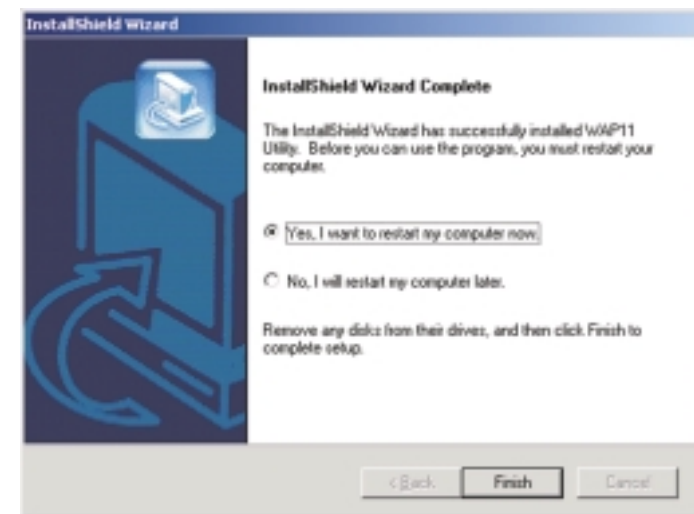 InstallShield Wizard
InstallShield Wizard Complete
The InstallShield Wizard has successfully installed WAP11
Utility. Before you can use the program, you must restart your
computer.
Yes, I want to restart my computer now.
No, I will restart my computer later.
Remove any disks from their drives, and then click Finish to
complete setup.
< Back
Finish
Cancel